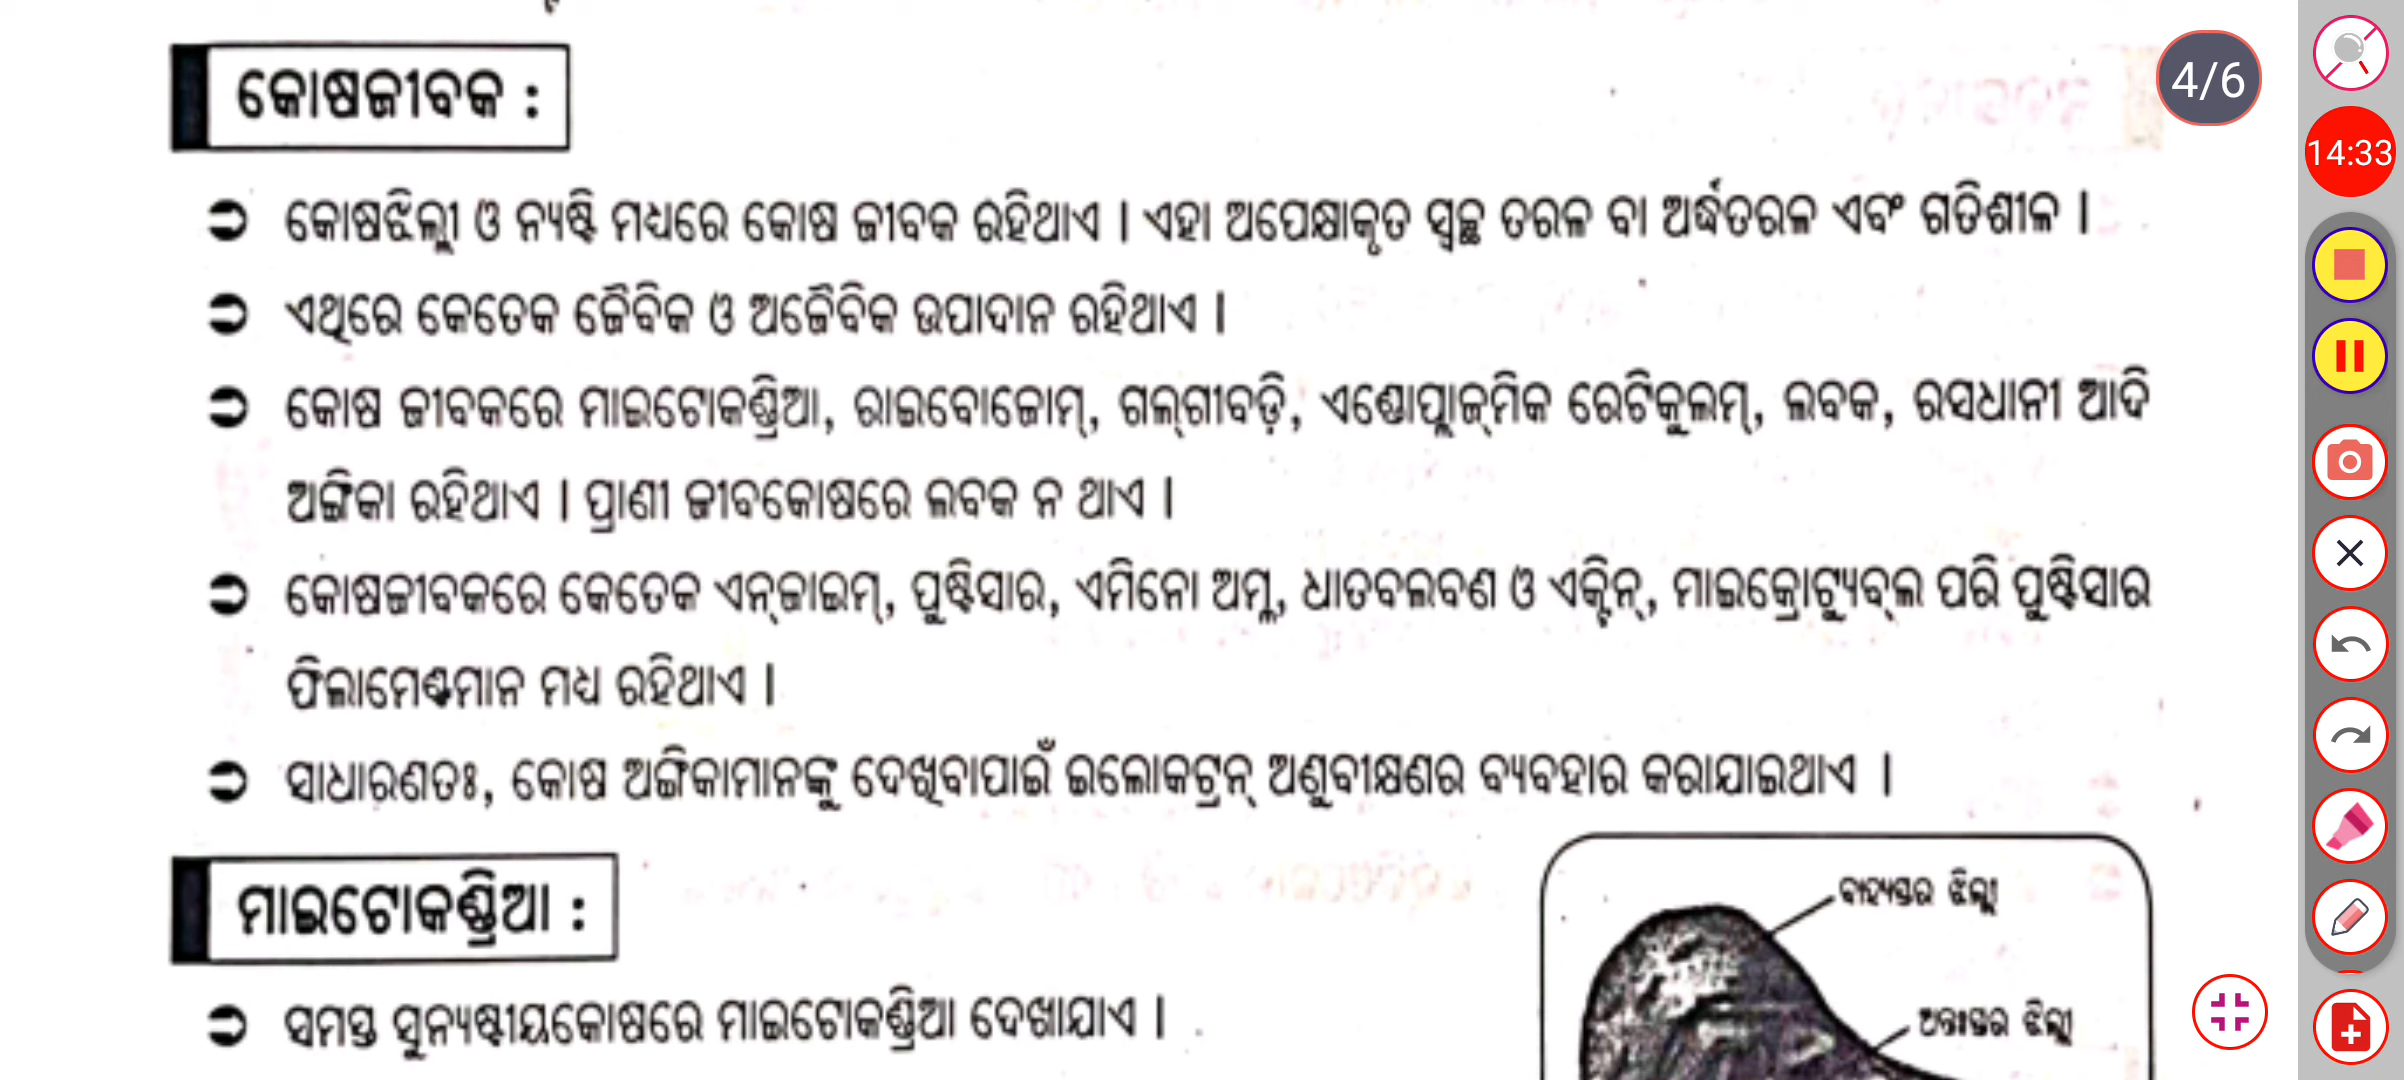 କୋଷଜୀବକ :
4/6
14:33
➲ କୋଷଝିଲ୍ଲୀ ଓ ନ୍ୟଷ୍ଟି ମଧ୍ୟରେ କୋଷ ଜୀବକ ରହିଥାଏ । ଏହା ଅପେକ୍ଷାକୃତ ସ୍ୱଚ୍ଛ ତରଳ ବା ଅର୍ଦ୍ଧତରଳ ଏବଂ ଗତିଶୀଳ ।
➲ ଏଥିରେ କେତେକ ଜୈବିକ ଓ ଅଜୈବିକ ଉପାଦାନ ରହିଥାଏ ।
➲ କୋଷ ଜୀବକରେ ମାଇଟୋକଣ୍ଡ୍ରିଆ, ରାଇବୋଜୋମ୍, ଗଲ୍‌ଗୀବଡ଼ି, ଏଣ୍ଡୋପ୍ଲାଜ୍‌ମିକ ରେଟିକୁଲମ୍, ଲବକ, ରସଧାନୀ ଆଦି
ଅଙ୍ଗିକା ରହିଥାଏ । ପ୍ରାଣୀ ଜୀବକୋଷରେ ଲବକ ନ ଥାଏ ।
➲ କୋଷଜୀବକରେ କେତେକ ଏନ୍‌ଜାଇମ୍, ପୁଷ୍ଟିସାର, ଏମିନୋ ଅମ୍ଳ, ଧାତବଲବଣ ଓ ଏକ୍ଟିନ୍, ମାଇକ୍ରୋଟ୍ୟୁବ୍‌ଲ ପରି ପୁଷ୍ଟିସାର
ଫିଲାମେଣ୍ଟମାନ ମଧ୍ୟ ରହିଥାଏ ।
➲ ସାଧାରଣତଃ, କୋଷ ଅଙ୍ଗିକାମାନଙ୍କୁ ଦେଖିବାପାଇଁ ଇଲୋକଟ୍ରନ୍ ଅଣୁବୀକ୍ଷଣର ବ୍ୟବହାର କରାଯାଇଥାଏ ।
ମାଇଟୋକଣ୍ଡ୍ରିଆ :
ବାହ୍ୟସ୍ତର ଝିଲ୍ଲୀ
➲ ସମସ୍ତ ସୁନ୍ୟଷ୍ଟୀୟକୋଷରେ ମାଇଟୋକଣ୍ଡ୍ରିଆ ଦେଖାଯାଏ ।
ଅନ୍ତଃସ୍ତର ଝିଲ୍ଲୀ